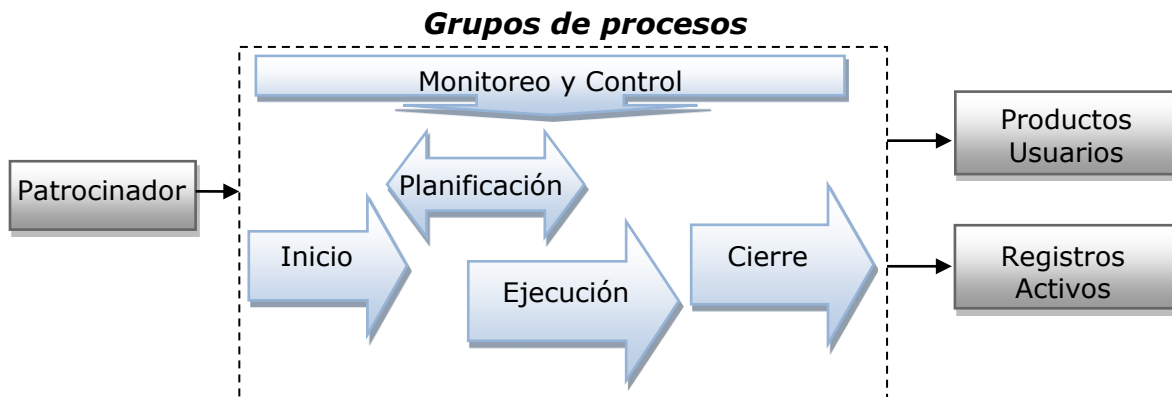 Grupos de procesos
Monitoreo y Control
Patrocinador
Planificación
Inicio
Ejecución
Cierre
Productos
Usuarios
Registros
Activos